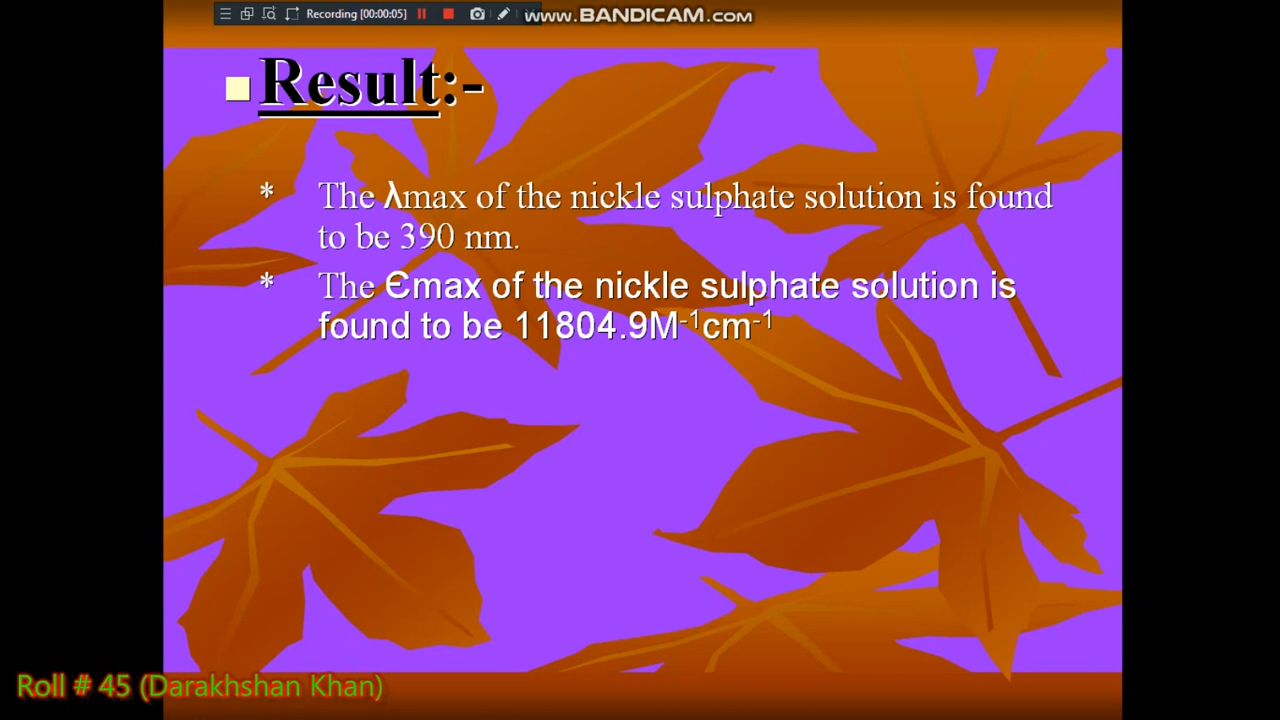 Recording [00:00:05]
www.BANDICAM.com
Result:-
* The λmax of the nickle sulphate solution is found
to be 390 nm.
* The Єmax of the nickle sulphate solution is
found to be 11804.9M⁻¹cm⁻¹
Roll # 45 (Darakhshan Khan)